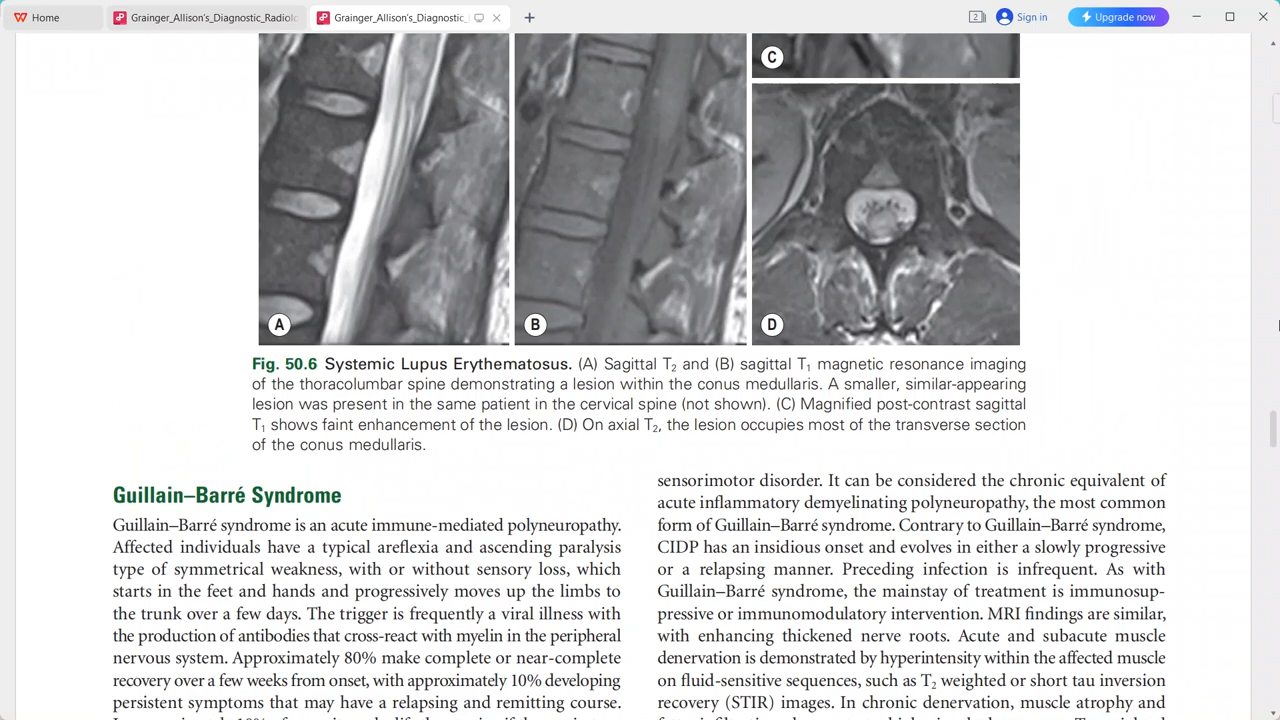 Home
Grainger_Allison's_Diagnostic_Radiolo
Grainger_Allison's_Diagnostic_
2
Sign in
Upgrade now
C
A
B
D
Fig. 50.6 Systemic Lupus Erythematosus. (A) Sagittal T2 and (B) sagittal T1 magnetic resonance imaging
of the thoracolumbar spine demonstrating a lesion within the conus medullaris. A smaller, similar-appearing
lesion was present in the same patient in the cervical spine (not shown). (C) Magnified post-contrast sagittal
T1 shows faint enhancement of the lesion. (D) On axial T2, the lesion occupies most of the transverse section
of the conus medullaris.
Guillain–Barré Syndrome
Guillain–Barré syndrome is an acute immune-mediated polyneuropathy.
Affected individuals have a typical areflexia and ascending paralysis
type of symmetrical weakness, with or without sensory loss, which
starts in the feet and hands and progressively moves up the limbs to
the trunk over a few days. The trigger is frequently a viral illness with
the production of antibodies that cross-react with myelin in the peripheral
nervous system. Approximately 80% make complete or near-complete
recovery over a few weeks from onset, with approximately 10% developing
persistent symptoms that may have a relapsing and remitting course.
sensorimotor disorder. It can be considered the chronic equivalent of
acute inflammatory demyelinating polyneuropathy, the most common
form of Guillain–Barré syndrome. Contrary to Guillain–Barré syndrome,
CIDP has an insidious onset and evolves in either a slowly progressive
or a relapsing manner. Preceding infection is infrequent. As with
Guillain–Barré syndrome, the mainstay of treatment is immunosup-
pressive or immunomodulatory intervention. MRI findings are similar,
with enhancing thickened nerve roots. Acute and subacute muscle
denervation is demonstrated by hyperintensity within the affected muscle
on fluid-sensitive sequences, such as T2 weighted or short tau inversion
recovery (STIR) images. In chronic denervation, muscle atrophy and